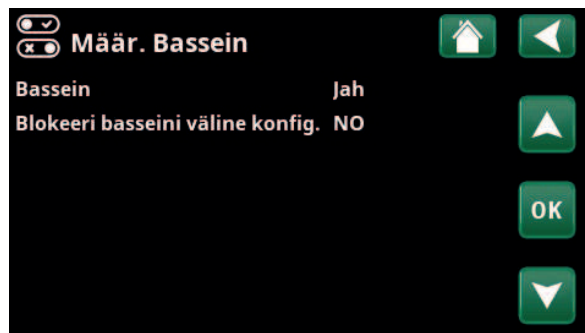 Määr. Bassein
Bassein Jah
Blokeeri basseini väline konfig. NO
OK